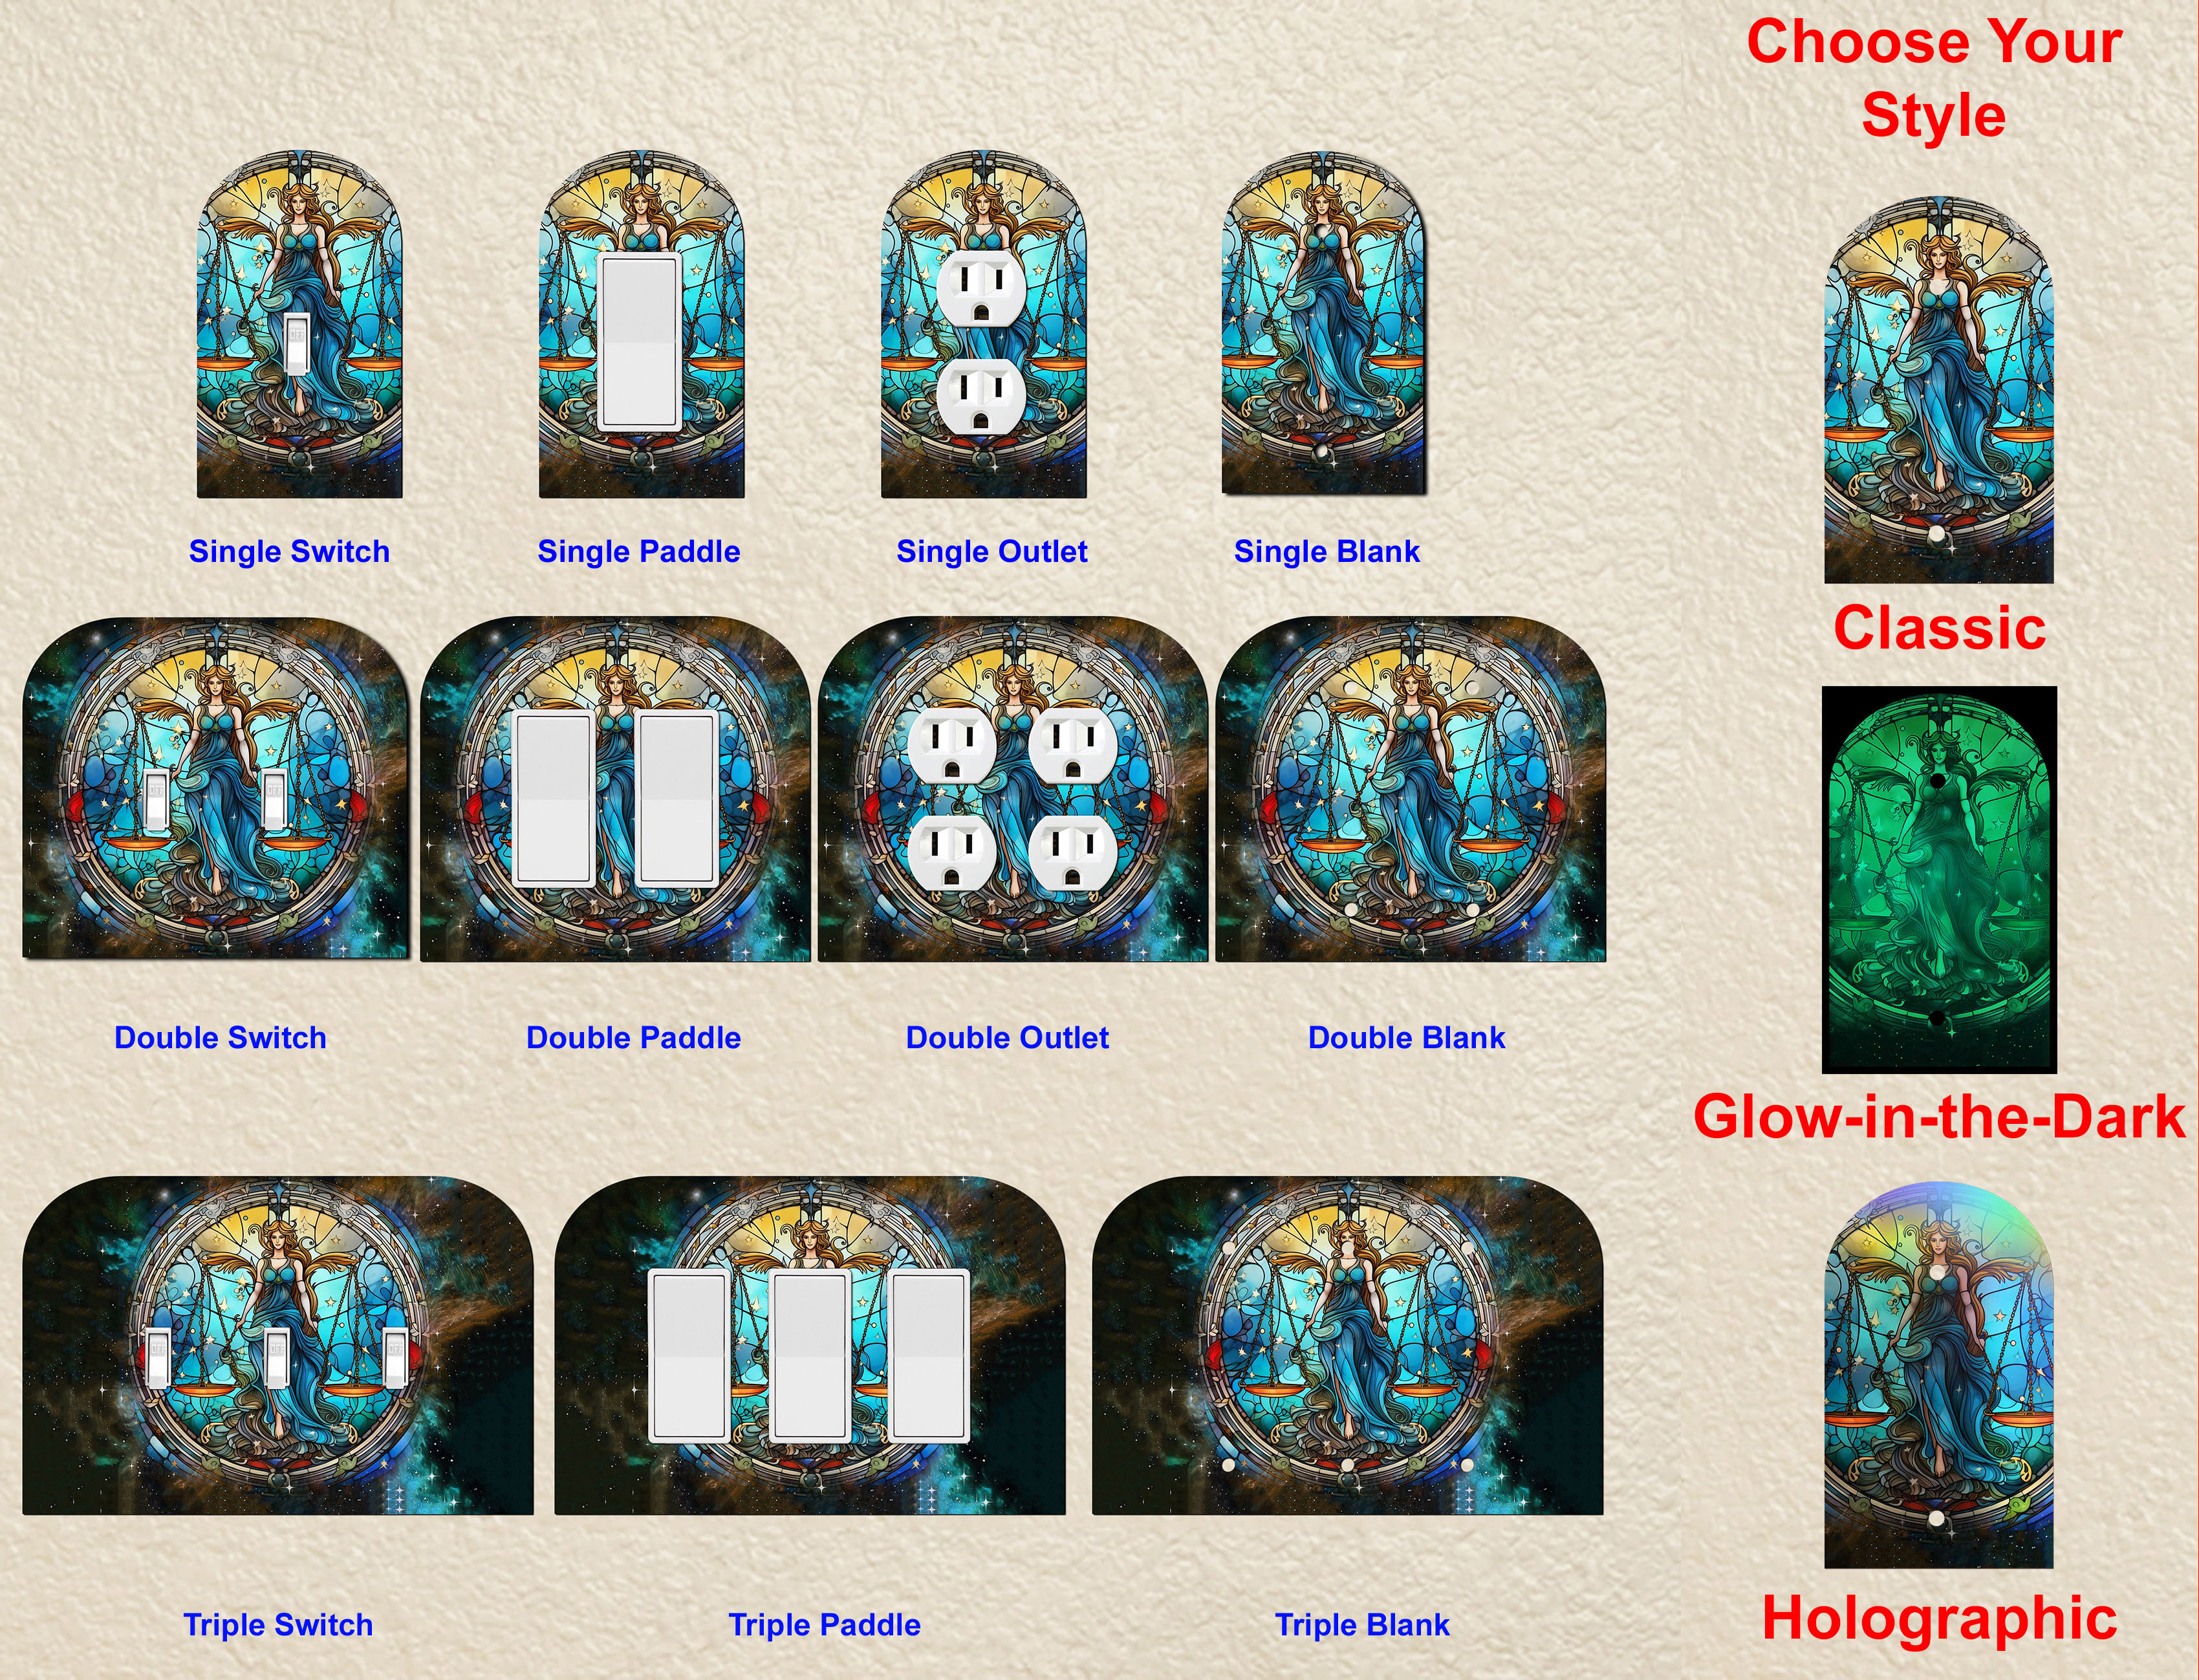 Choose Your
Style
Single Switch
Single Paddle
Single Outlet
Single Blank
Classic
Double Switch
Double Paddle
Double Outlet
Double Blank
Glow-in-the-Dark
Triple Switch
Triple Paddle
Triple Blank
Holographic